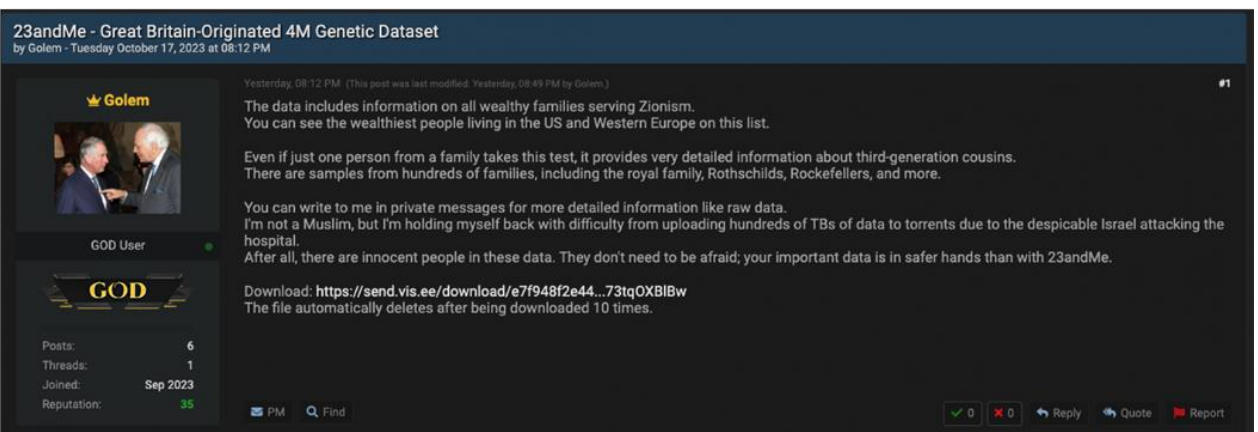 23andMe - Great Britain-Originated 4M Genetic Dataset
by Golem - Tuesday October 17, 2023 at 08:12 PM
Golem
GOD User
GOD
Posts: 6
Threads: 1
Joined: Sep 2023
Reputation: 35
Yesterday, 08:12 PM (This post was last modified: Yesterday, 08:49 PM by Golem.)
#1
The data includes information on all wealthy families serving Zionism.
You can see the wealthiest people living in the US and Western Europe on this list.
Even if just one person from a family takes this test, it provides very detailed information about third-generation cousins.
There are samples from hundreds of families, including the royal family, Rothschilds, Rockefellers, and more.
You can write to me in private messages for more detailed information like raw data.
I'm not a Muslim, but I'm holding myself back with difficulty from uploading hundreds of TBs of data to torrents due to the despicable Israel attacking the
hospital.
After all, there are innocent people in these data. They don't need to be afraid; your important data is in safer hands than with 23andMe.
Download: https://send.vis.ee/download/e7f948f2e44...73tqOXBlBw
The file automatically deletes after being downloaded 10 times.
PM Find
0 0 Reply Quote Report